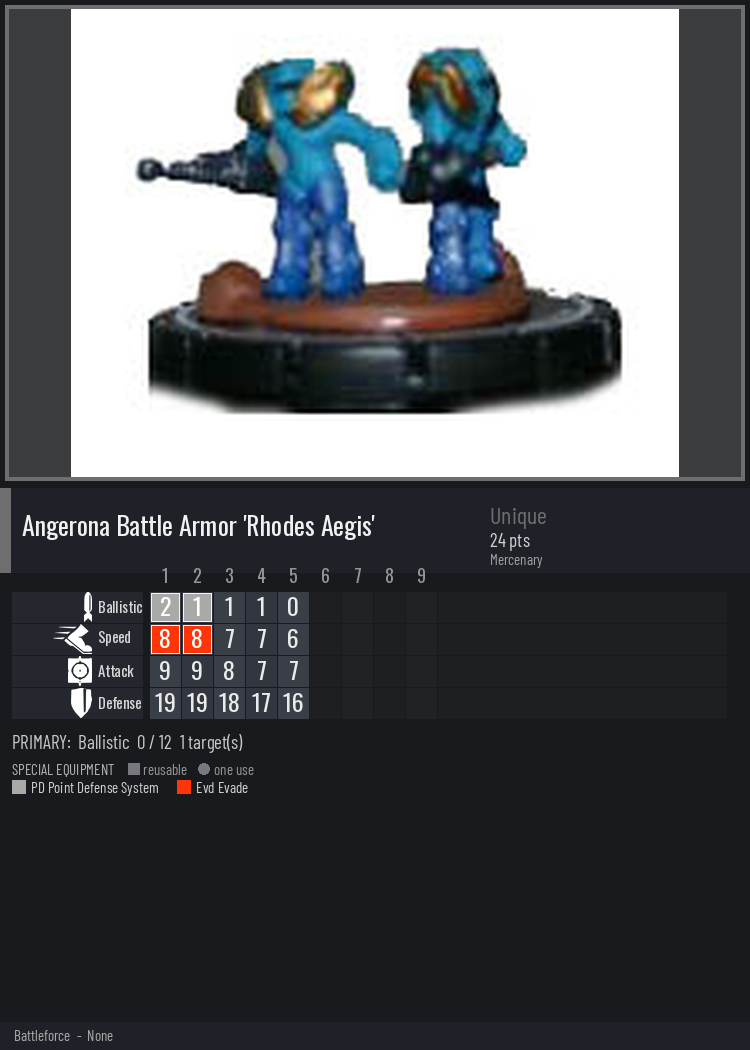 Angerona Battle Armor 'Rhodes Aegis'
Unique
24 pts
Mercenary
1 2 3 4 5 6 7 8 9
Ballistic 2 1 1 1 0
Speed 8 8 7 7 6
Attack 9 9 8 7 7
Defense 19 19 18 17 16
PRIMARY: Ballistic 0 / 12 1 target(s)
SPECIAL EQUIPMENT reusable one use
PD Point Defense System Evd Evade
Battleforce - None